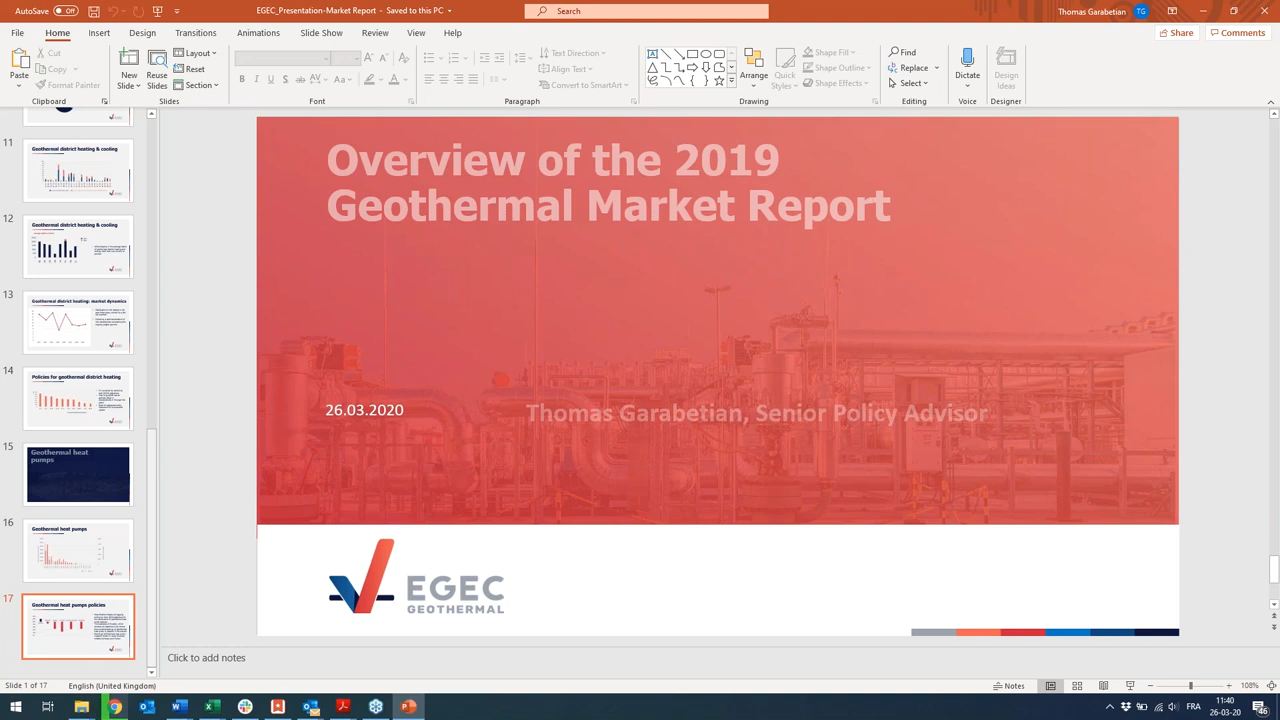 AutoSave
Off
EGEC_Presentation-Market Report - Saved to this PC
Search
Thomas Garabetian
TG
File
Home
Insert
Design
Transitions
Animations
Slide Show
Review
View
Help
Share
Comments
Paste
Cut
Copy
Format Painter
Clipboard
New
Slide
Reuse
Slides
Layout
Reset
Section
Slides
Font
Text Direction
Align Text
Convert to SmartArt
Paragraph
Arrange
Quick
Styles
Shape Fill
Shape Outline
Shape Effects
Drawing
Find
Replace
Select
Editing
Dictate
Voice
Design
Ideas
Designer
11
Geothermal district heating & cooling
12
Geothermal district heating & cooling
13
Geothermal district heating: market dynamics
14
Policies for geothermal district heating
15
Geothermal heat
pumps
16
Geothermal heat pumps
17
Geothermal heat pumps policies
Overview of the 2019
Geothermal Market Report
26.03.2020
Thomas Garabetian, Senior Policy Advisor
EGEC
GEOTHERMAL
Click to add notes
Slide 1 of 17
English (United Kingdom)
Notes
108%
FRA
11:40
26-03-20
46